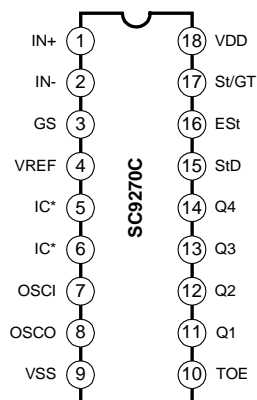 IN+ 1 18 VDD
IN- 2 17 St/GT
GS 3 16 ESt
VREF 4 15 StD
IC* 5 14 Q4
IC* 6 13 Q3
OSCI 7 12 Q2
OSCO 8 11 Q1
VSS 9 10 TOE
SC9270C